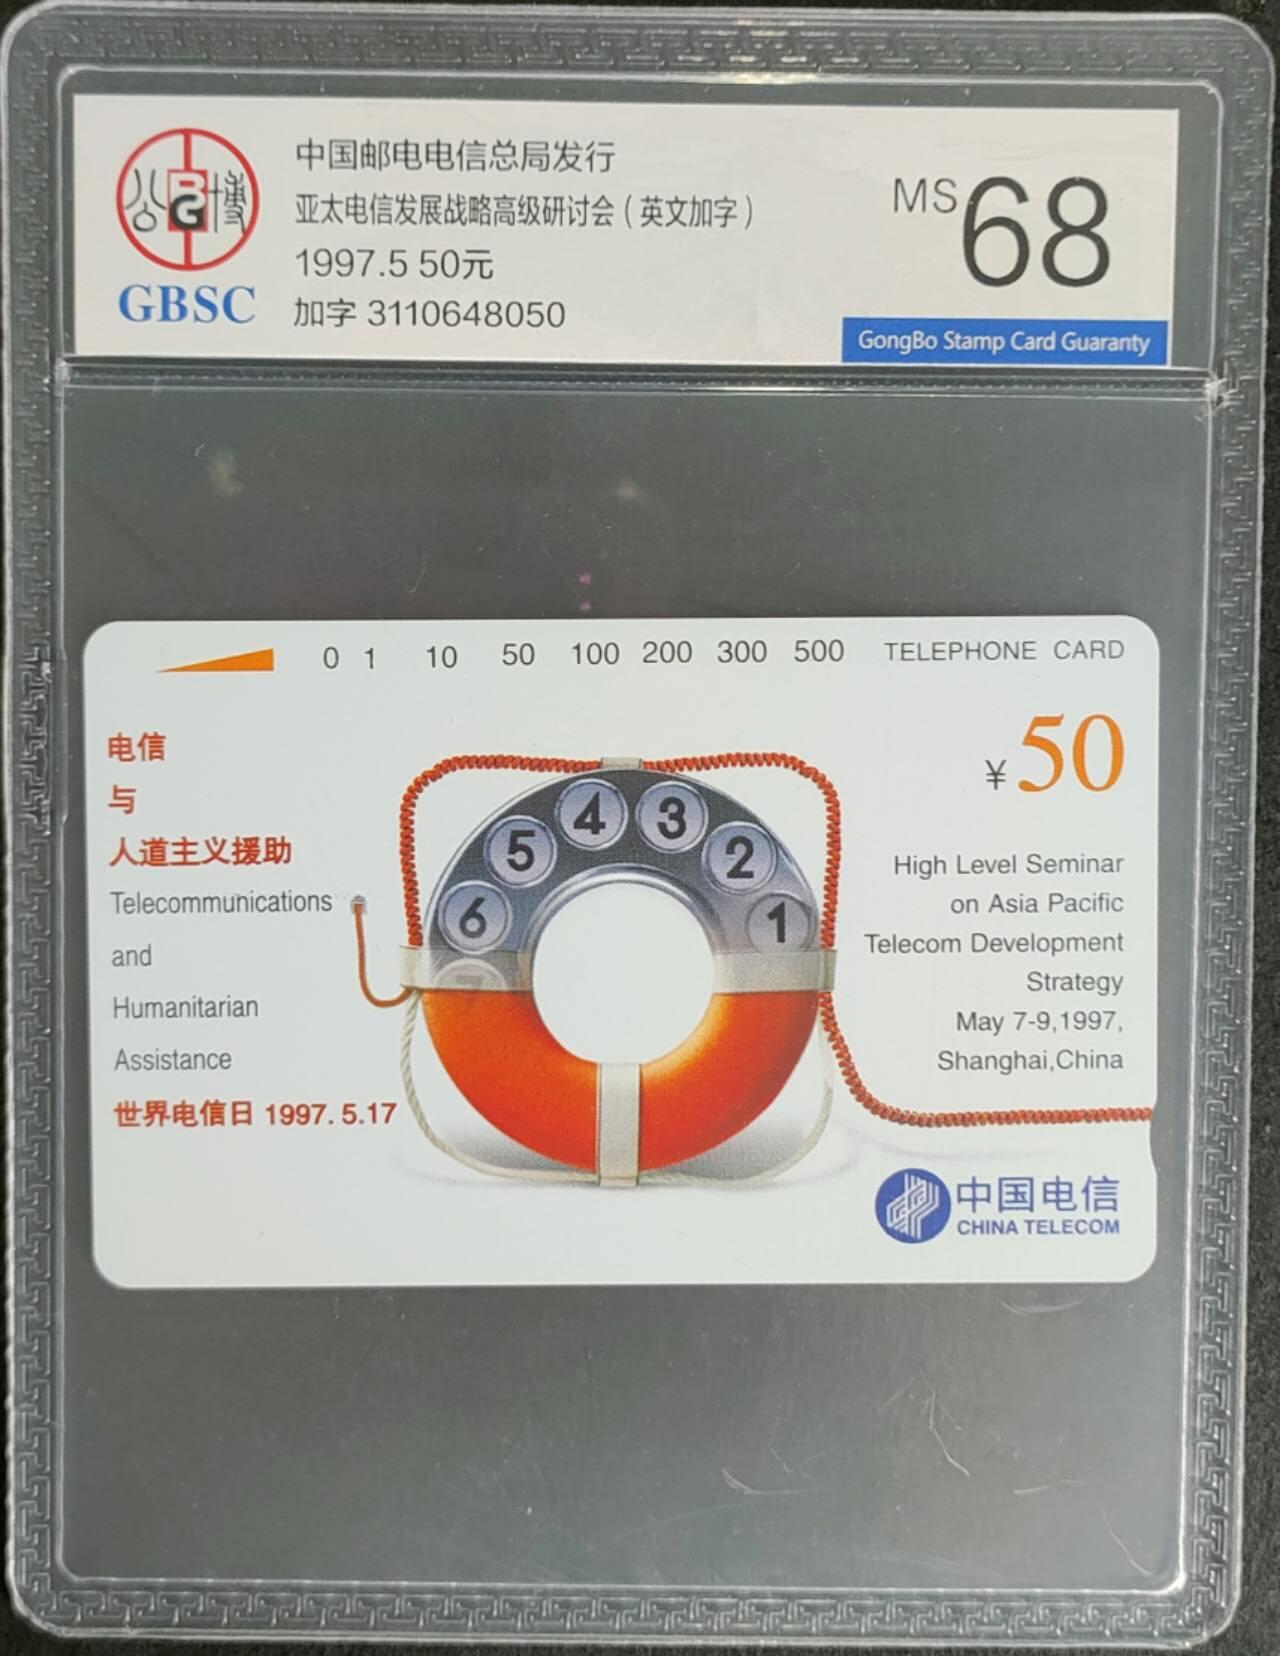 公博
BG
GBSC
中国邮电电信总局发行
亚太电信发展战略高级研讨会（英文加字）
1997.5 50元
加字 3110648050
MS 68
GongBo Stamp Card Guaranty
0 1 10 50 100 200 300 500 TELEPHONE CARD
¥50
电信
与
人道主义援助
Telecommunications
and
Humanitarian
Assistance
世界电信日 1997.5.17
4 3
5 2
6 1
7
High Level Seminar
on Asia Pacific
Telecom Development
Strategy
May 7-9,1997,
Shanghai,China
中国电信
CHINA TELECOM